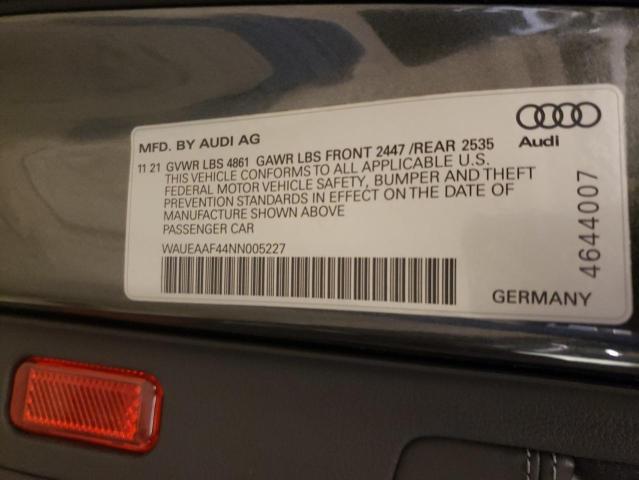 MFD. BY AUDI AG
Audi
11 21 GVWR LBS 4861 GAWR LBS FRONT 2447 /REAR 2535
THIS VEHICLE CONFORMS TO ALL APPLICABLE U.S.
FEDERAL MOTOR VEHICLE SAFETY, BUMPER AND THEFT
PREVENTION STANDARDS IN EFFECT ON THE DATE OF
MANUFACTURE SHOWN ABOVE
PASSENGER CAR
WAUEAAF44NN005227
4644007
GERMANY